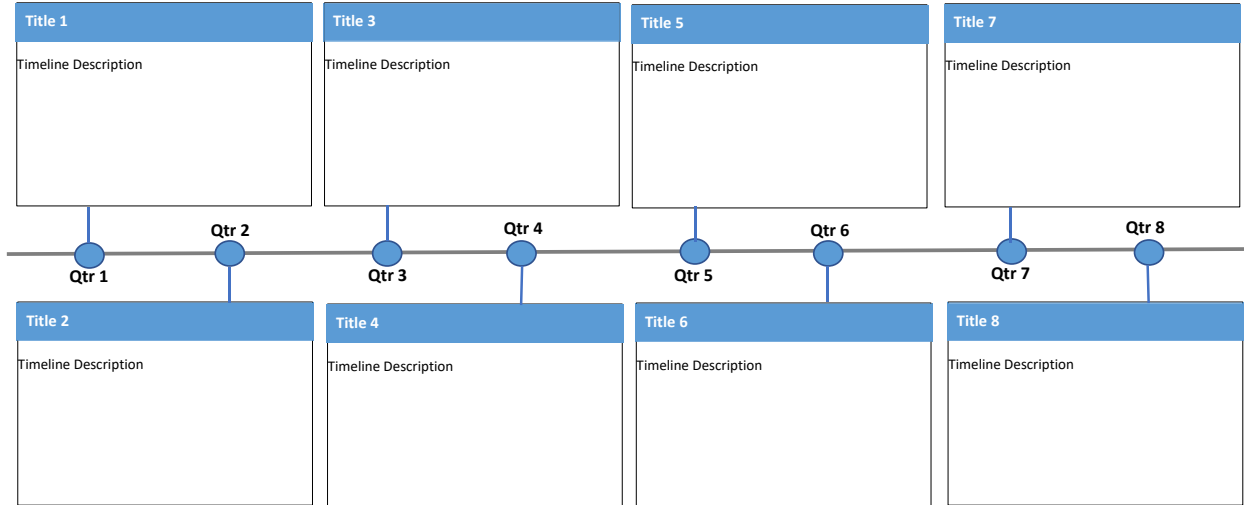 Title 1
Timeline Description
Title 3
Timeline Description
Title 5
Timeline Description
Title 7
Timeline Description
Qtr 1
Qtr 2
Qtr 3
Qtr 4
Qtr 5
Qtr 6
Qtr 7
Qtr 8
Title 2
Timeline Description
Title 4
Timeline Description
Title 6
Timeline Description
Title 8
Timeline Description